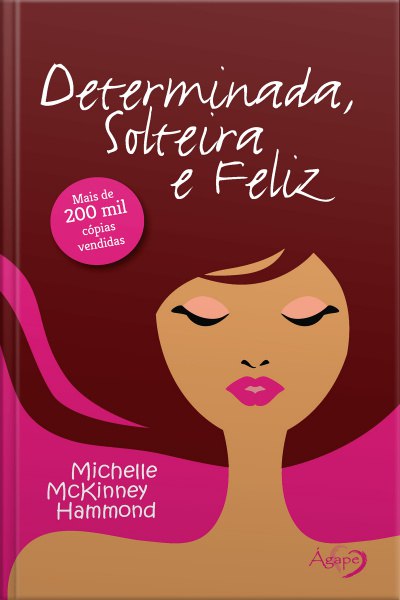 Determinada,
Solteira
e Feliz
Mais de
200 mil
cópias
vendidas
Michelle
McKinney
Hammond
Ágape